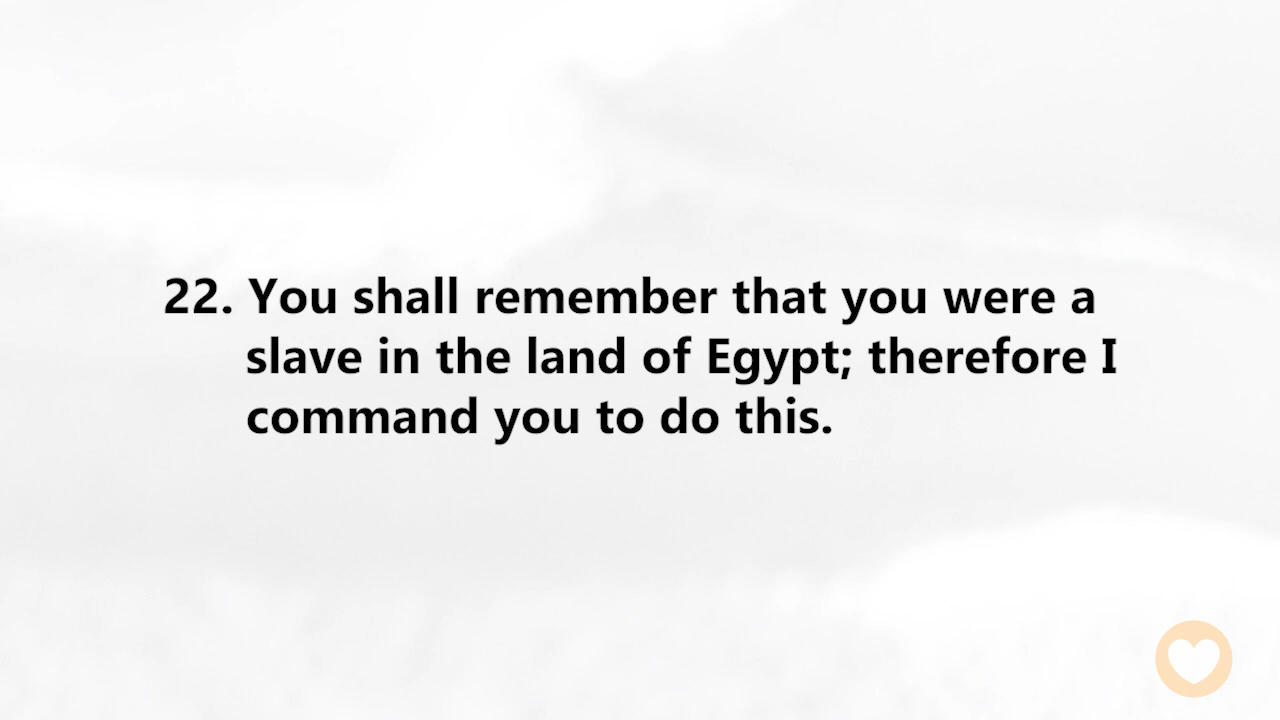 22. You shall remember that you were a
slave in the land of Egypt; therefore I
command you to do this.